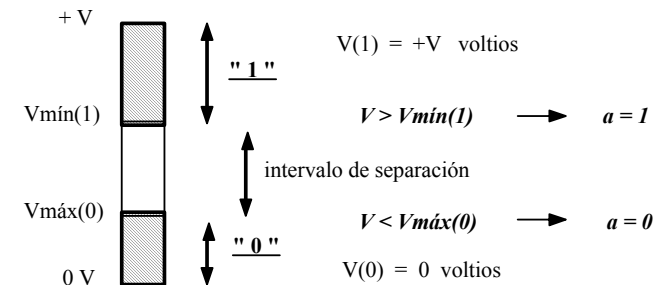 + V
V(1) = +V voltios
" 1 "
Vmín(1)
V > Vmín(1) a = 1
intervalo de separación
Vmáx(0)
V < Vmáx(0) a = 0
" 0 "
V(0) = 0 voltios
0 V